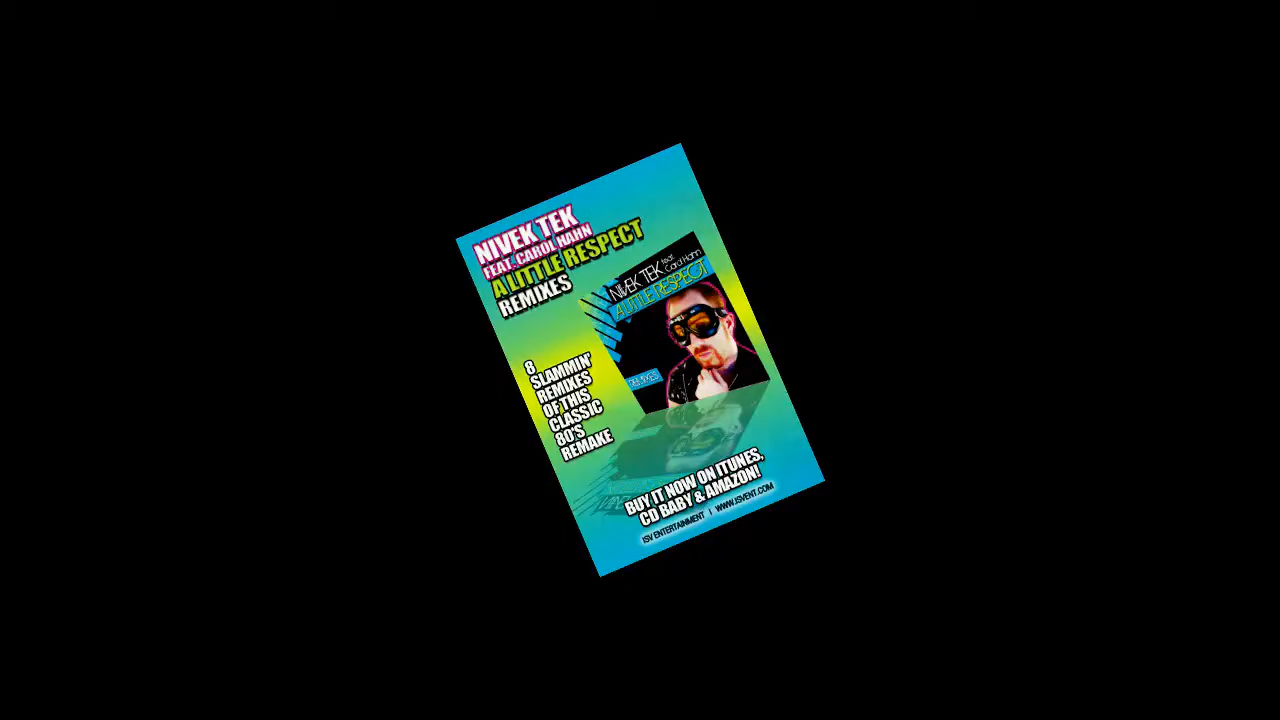 NIVEK TEK
FEAT. CAROL HAHN
A LITTLE RESPECT
REMIXES
NIVEK TEK feat. Carol Hahn
A LITTLE RESPECT
REMIXES
8
SLAMMIN'
REMIXES
OF THIS
CLASSIC
80'S
REMAKE
BUY IT NOW ON ITUNES,
CD BABY & AMAZON!
ISV ENTERTAINMENT | WWW.ISVENT.COM